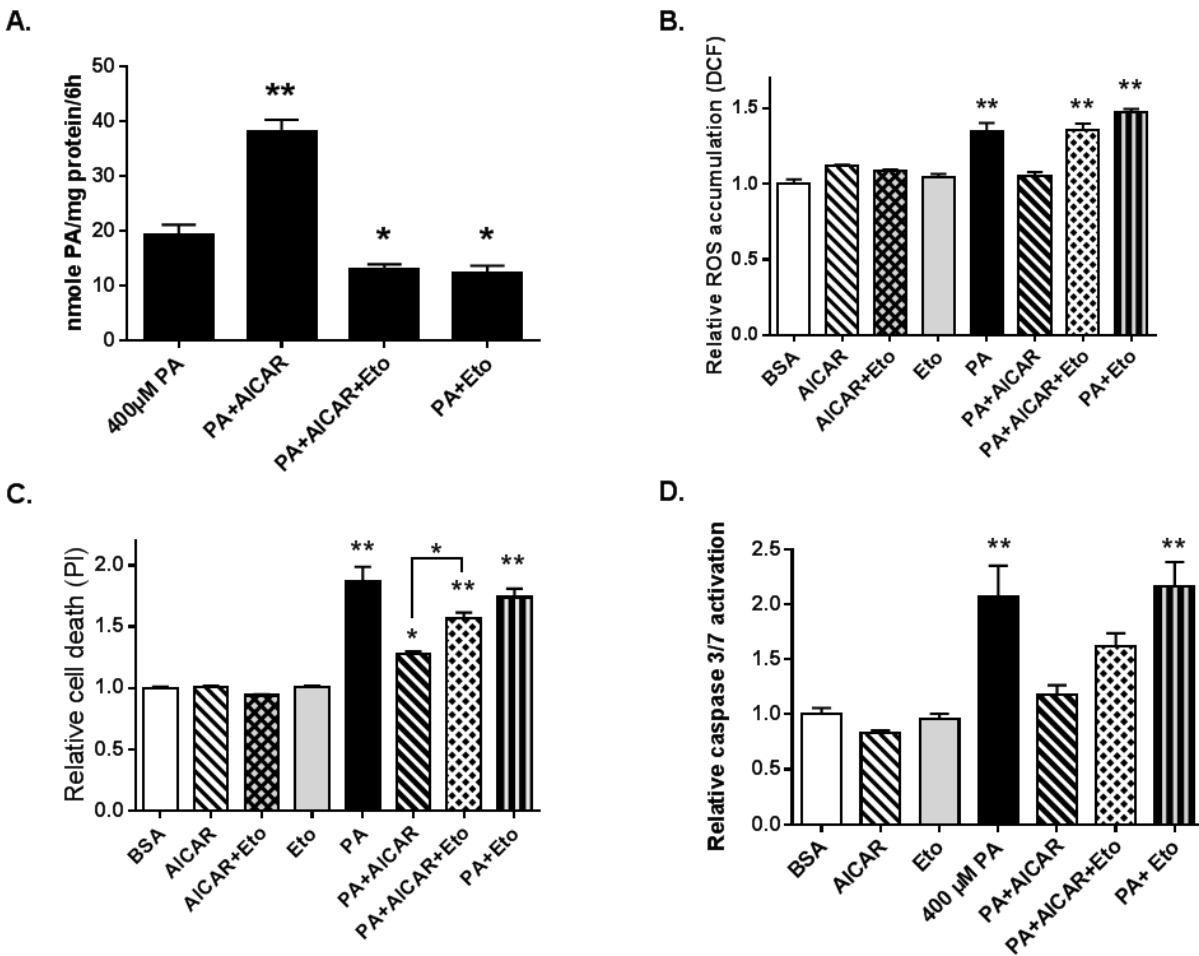 A.
nmole PA/mg protein/6h
50
40
30
20
10
0
**
*
*
400µM PA
PA+AICAR
PA+AICAR+Eto
PA+Eto
B.
Relative ROS accumulation (DCF)
1.5
1.0
0.5
0.0
**
**
**
BSA
AICAR
AICAR+Eto
Eto
PA
PA+AICAR
PA+AICAR+Eto
PA+Eto
C.
Relative cell death (PI)
2.0
1.5
1.0
0.5
0.0
**
*
*
**
**
BSA
AICAR
AICAR+Eto
Eto
PA
PA+AICAR
PA+AICAR+Eto
PA+Eto
D.
Relative caspase 3/7 activation
2.5
2.0
1.5
1.0
0.5
0.0
**
**
BSA
AICAR
Eto
400 µM PA
PA+AICAR
PA+AICAR+Eto
PA+ Eto